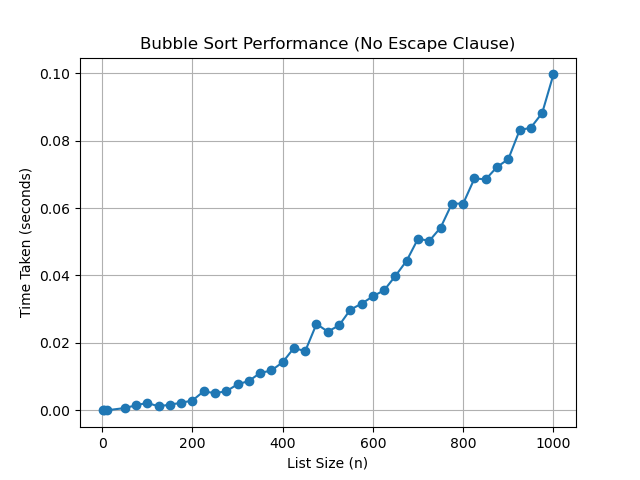 Bubble Sort Performance (No Escape Clause)
0.10
0.08
0.06
0.04
0.02
0.00
Time Taken (seconds)
0 200 400 600 800 1000
List Size (n)